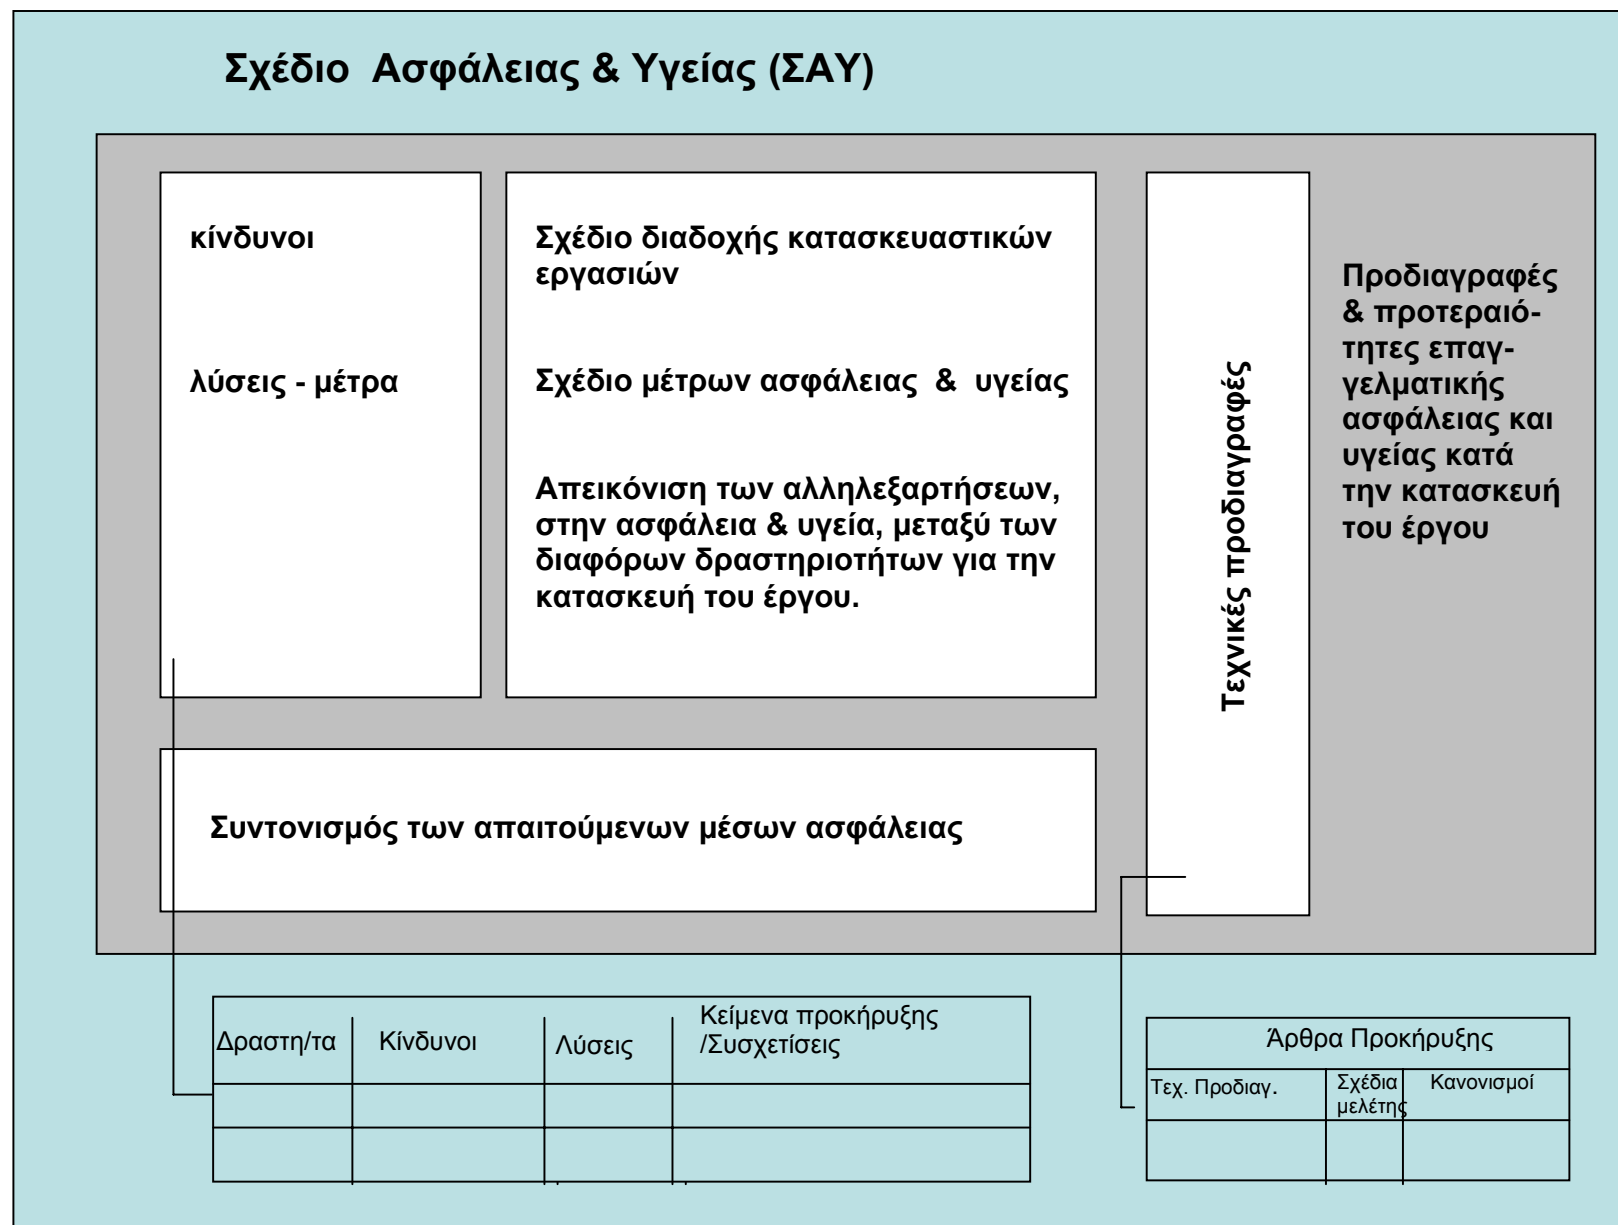 Σχέδιο Ασφάλειας & Υγείας (ΣΑΥ)
κίνδυνοι
λύσεις - μέτρα
Σχέδιο διαδοχής κατασκευαστικών
εργασιών
Σχέδιο μέτρων ασφάλειας & υγείας
Απεικόνιση των αλληλεξαρτήσεων,
στην ασφάλεια & υγεία, μεταξύ των
διαφόρων δραστηριοτήτων για την
κατασκευή του έργου.
Τεχνικές προδιαγραφές
Προδιαγραφές
& προτεραιό-
τητες επαγ-
γελματικής
ασφάλειας και
υγείας κατά
την κατασκευή
του έργου
Συντονισμός των απαιτούμενων μέσων ασφάλειας
Δραστη/τα
Κίνδυνοι
Λύσεις
Κείμενα προκήρυξης
/Συσχετίσεις
Άρθρα Προκήρυξης
Τεχ. Προδιαγ.
Σχέδια
μελέτης
Κανονισμοί